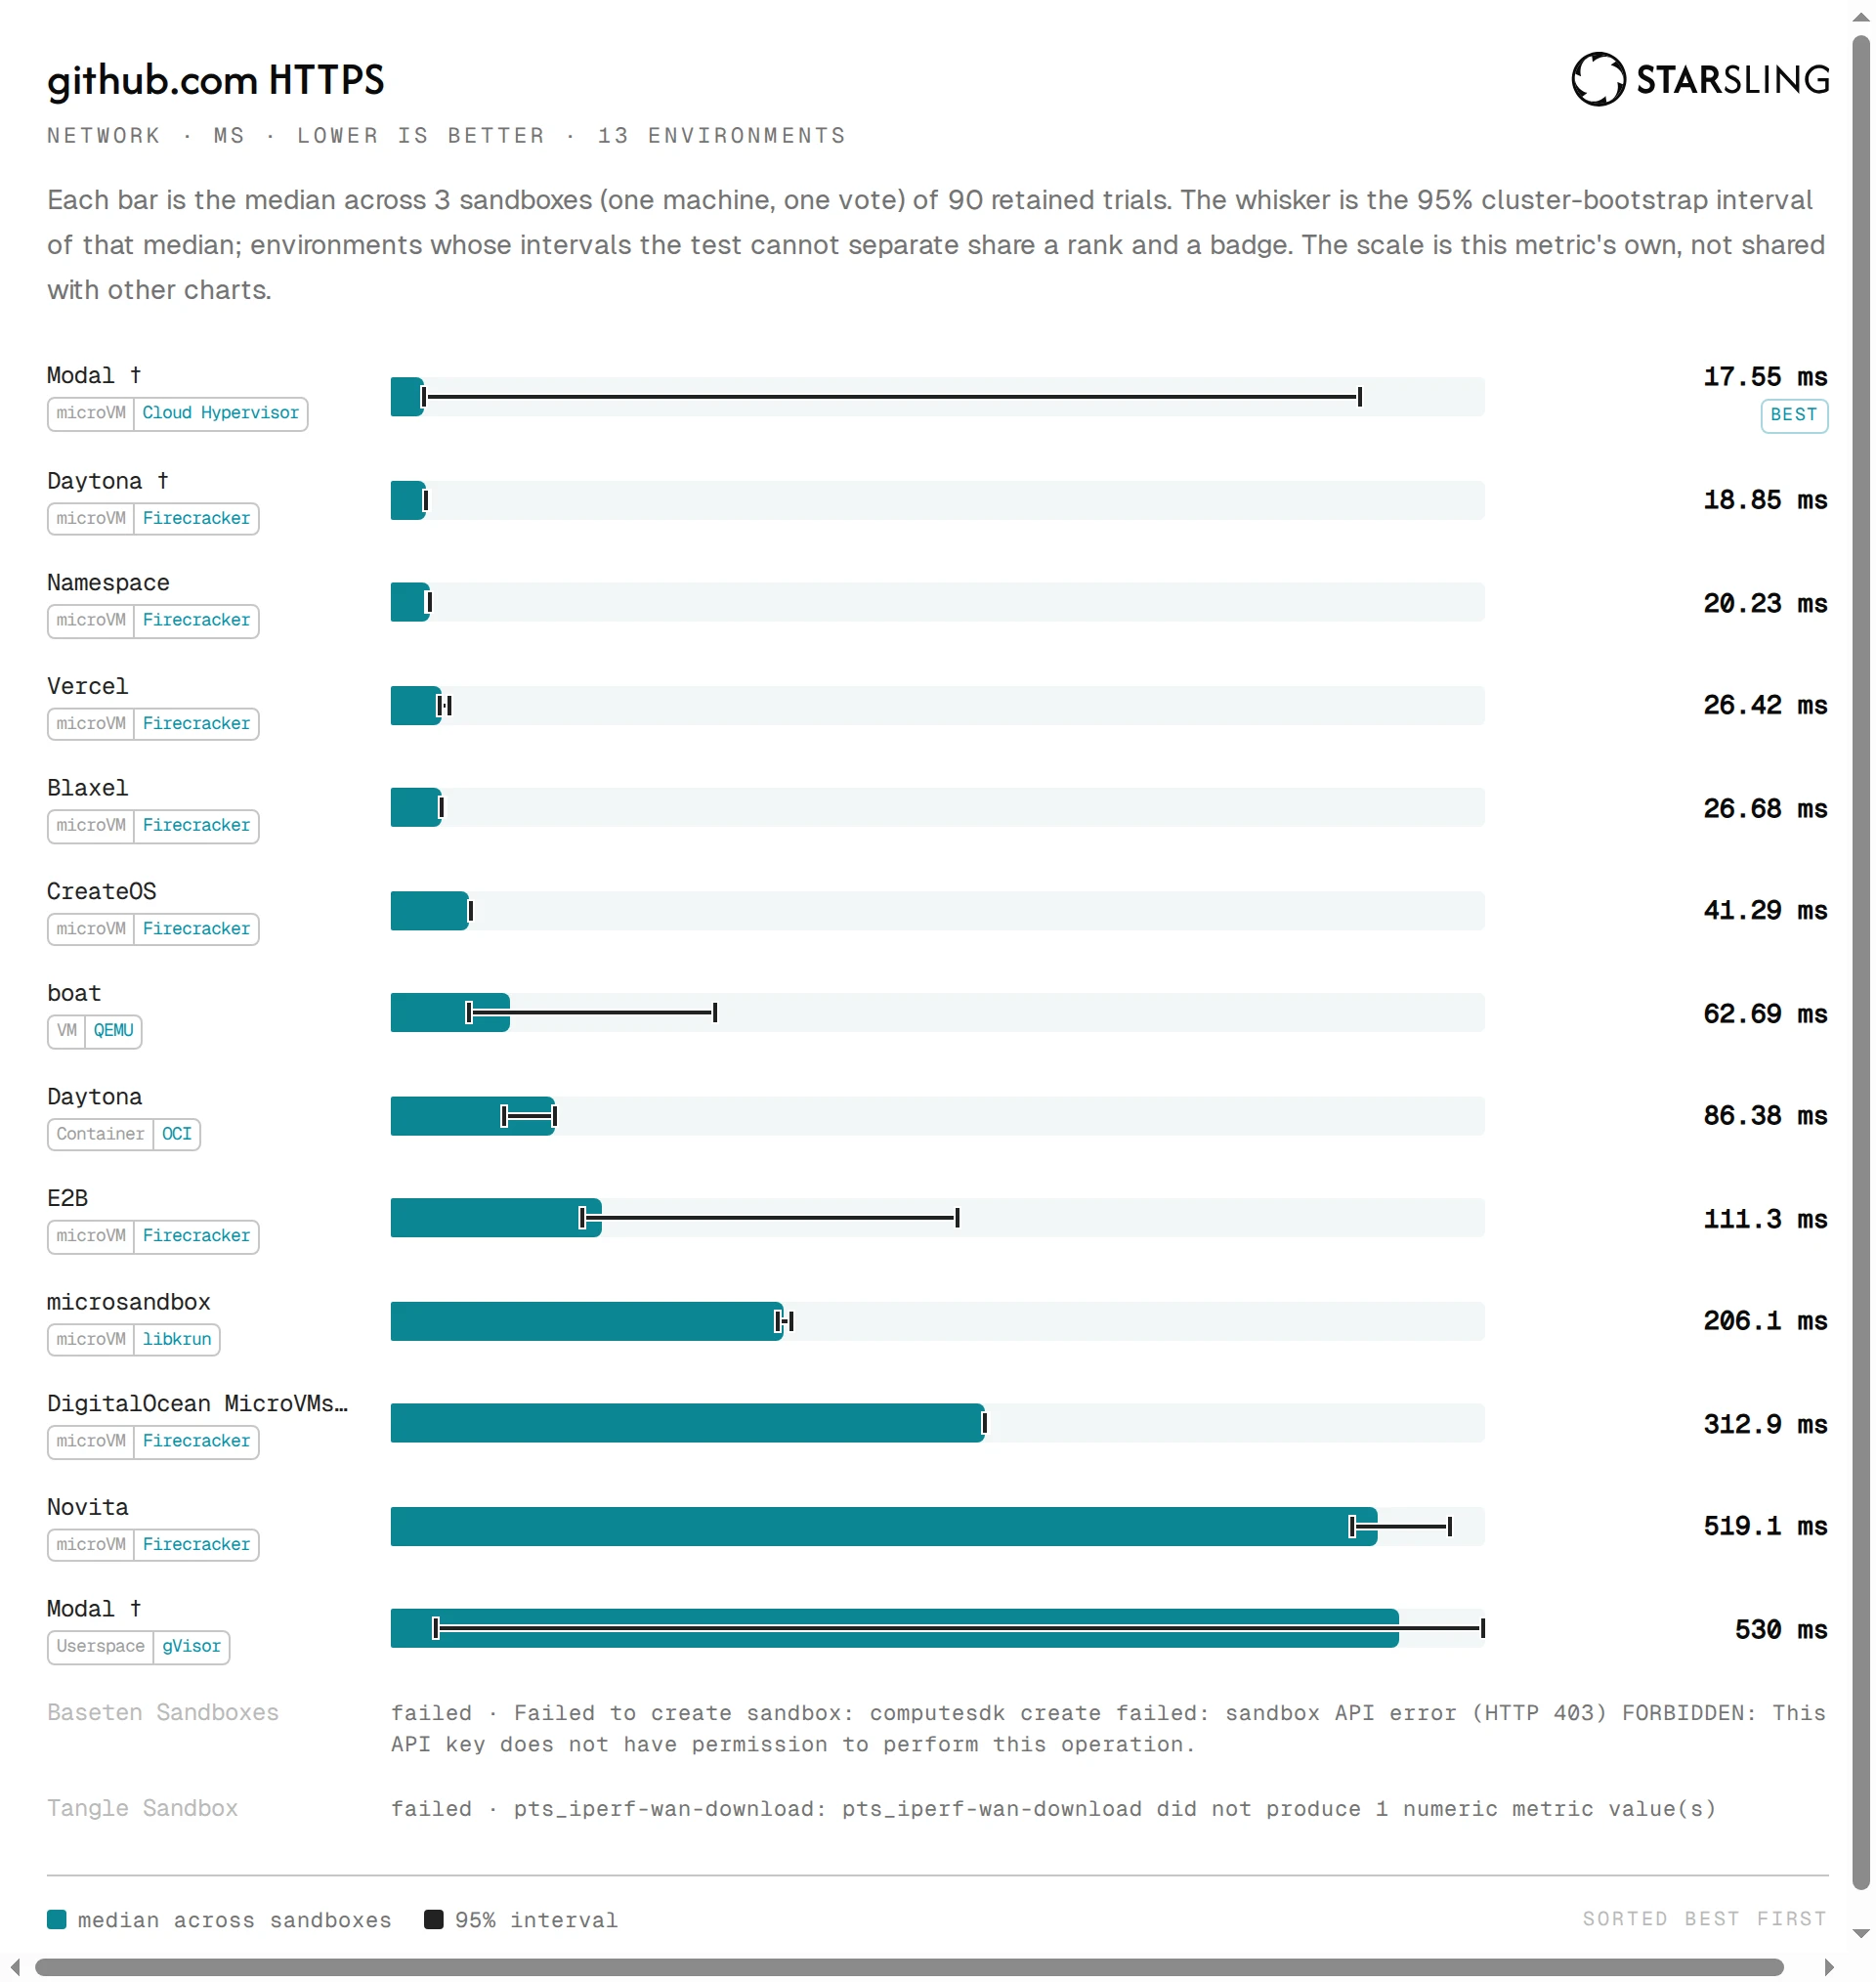 github.com HTTPS
STARSLING
NETWORK · MS · LOWER IS BETTER · 13 ENVIRONMENTS
Each bar is the median across 3 sandboxes (one machine, one vote) of 90 retained trials. The whisker is the 95% cluster-bootstrap interval
of that median; environments whose intervals the test cannot separate share a rank and a badge. The scale is this metric's own, not shared
with other charts.
Modal †
microVM Cloud Hypervisor
17.55 ms
BEST
Daytona †
microVM Firecracker
18.85 ms
Namespace
microVM Firecracker
20.23 ms
Vercel
microVM Firecracker
26.42 ms
Blaxel
microVM Firecracker
26.68 ms
CreateOS
microVM Firecracker
41.29 ms
boat
VM QEMU
62.69 ms
Daytona
Container OCI
86.38 ms
E2B
microVM Firecracker
111.3 ms
microsandbox
microVM libkrun
206.1 ms
DigitalOcean MicroVMs…
microVM Firecracker
312.9 ms
Novita
microVM Firecracker
519.1 ms
Modal †
Userspace gVisor
530 ms
Baseten Sandboxes
failed · Failed to create sandbox: computesdk create failed: sandbox API error (HTTP 403) FORBIDDEN: This
API key does not have permission to perform this operation.
Tangle Sandbox
failed · pts_iperf-wan-download: pts_iperf-wan-download did not produce 1 numeric metric value(s)
median across sandboxes
95% interval
SORTED BEST FIRST